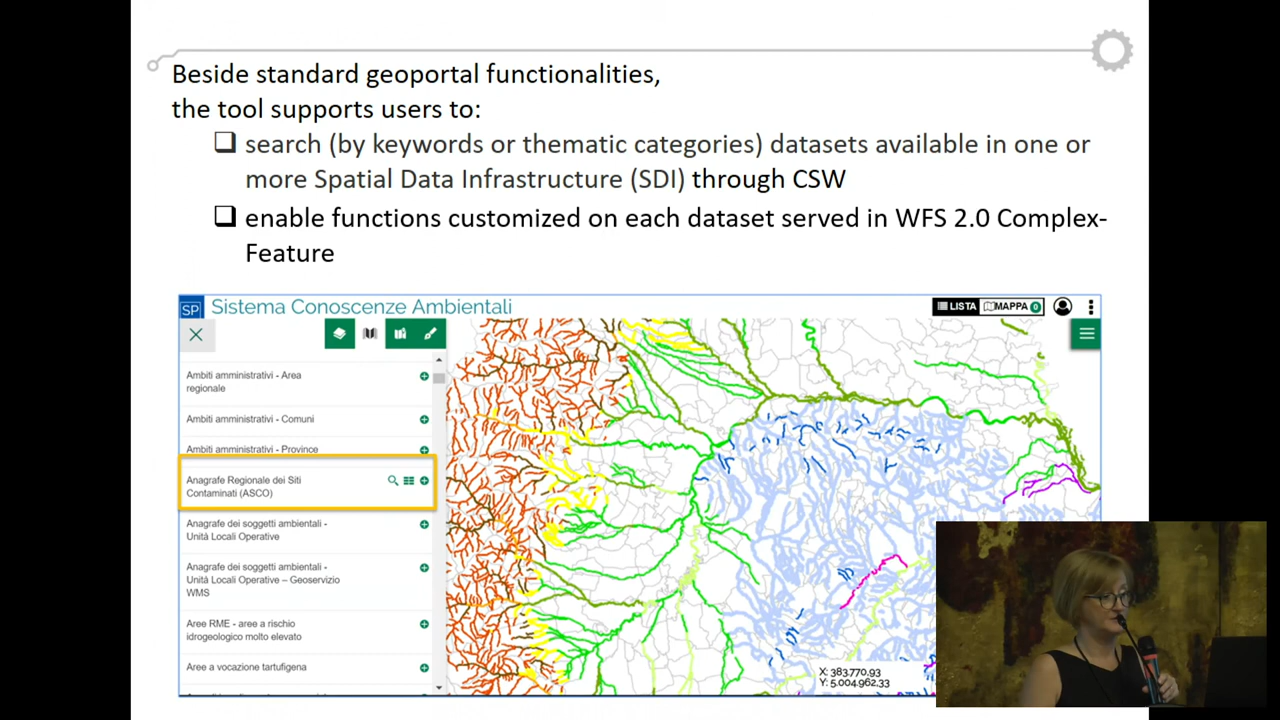 Beside standard geoportal functionalities,
the tool supports users to:
search (by keywords or thematic categories) datasets available in one or
more Spatial Data Infrastructure (SDI) through CSW
enable functions customized on each dataset served in WFS 2.0 Complex-
Feature
SP Sistema Conoscenze Ambientali
LISTA MAPPA 0
Ambiti amministrativi - Area
regionale
Ambiti amministrativi - Comuni
Ambiti amministrativi - Province
Anagrafe Regionale dei Siti
Contaminati (ASCO)
Anagrafe dei soggetti ambientali -
Unità Locali Operative
Anagrafe dei soggetti ambientali -
Unità Locali Operative – Geoservizio
WMS
Aree RME - aree a rischio
idrogeologico molto elevato
Aree a vocazione tartufigena
X: 383.770,93
Y: 5.004.962,33